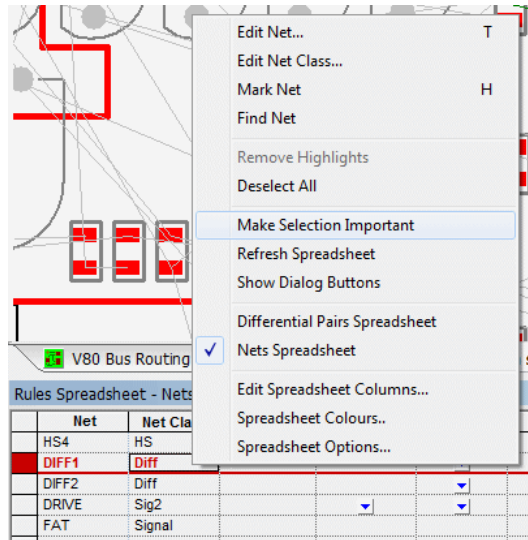 Edit Net... T
Edit Net Class...
Mark Net H
Find Net
Remove Highlights
Deselect All
Make Selection Important
Refresh Spreadsheet
Show Dialog Buttons
Differential Pairs Spreadsheet
Nets Spreadsheet
Edit Spreadsheet Columns...
Spreadsheet Colours..
Spreadsheet Options...
V80 Bus Routing
Rules Spreadsheet - Nets
Net Net Cla
HS4 HS
DIFF1 Diff
DIFF2 Diff
DRIVE Sig2
FAT Signal